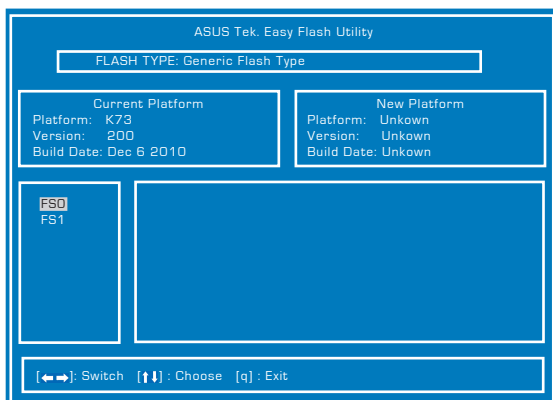 ASUS Tek. Easy Flash Utility
FLASH TYPE: Generic Flash Type
Current Platform
Platform: K73
Version: 200
Build Date: Dec 6 2010
New Platform
Platform: Unkown
Version: Unkown
Build Date: Unkown
FS0
FS1
[←→]: Switch [↑↓] : Choose [q] : Exit